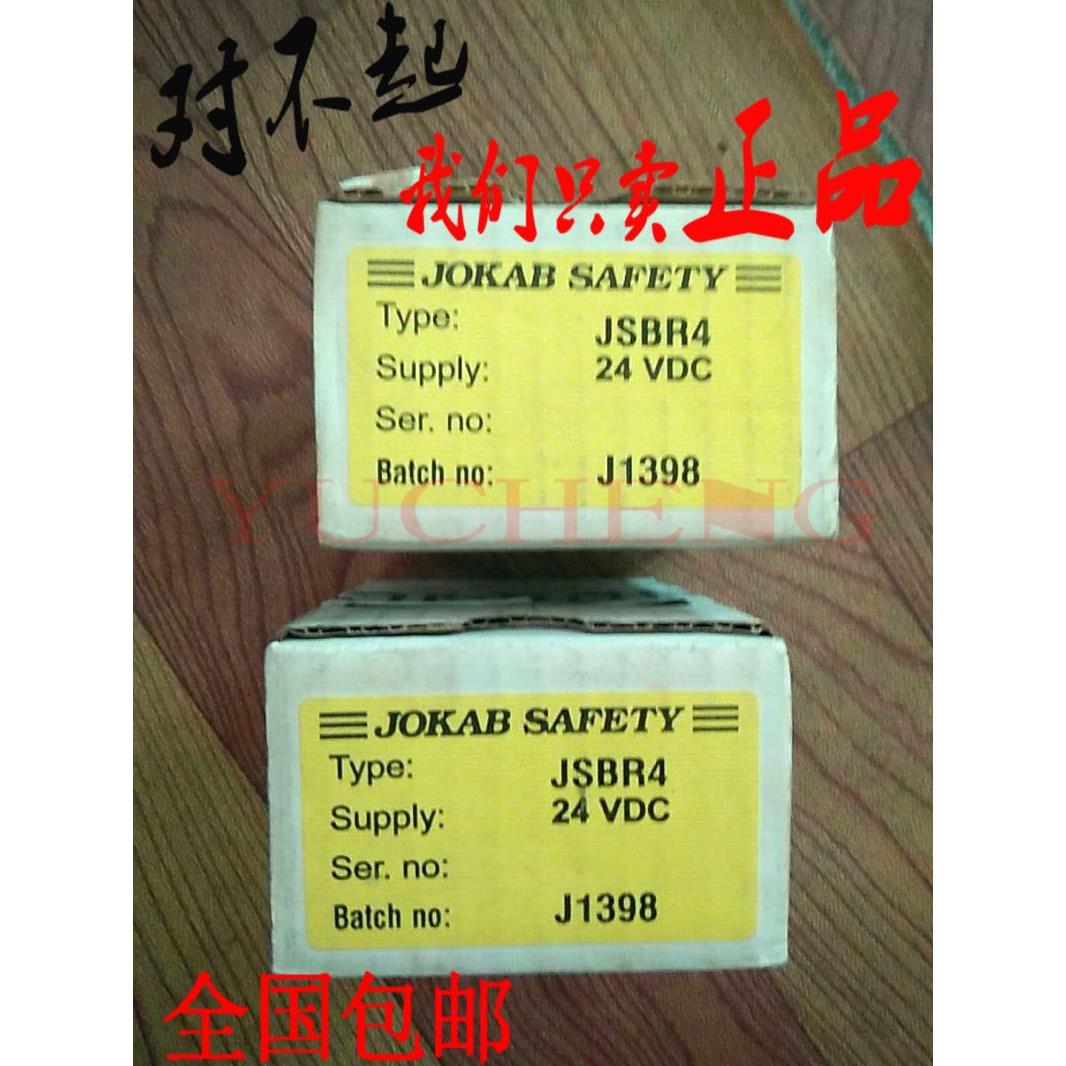 对不起
我们只卖正品
JOKAB SAFETY
Type: JSBR4
Supply: 24 VDC
Ser. no:
Batch no: J1398
YUCHENG
JOKAB SAFETY
Type: JSBR4
Supply: 24 VDC
Ser. no:
Batch no: J1398
全国包邮